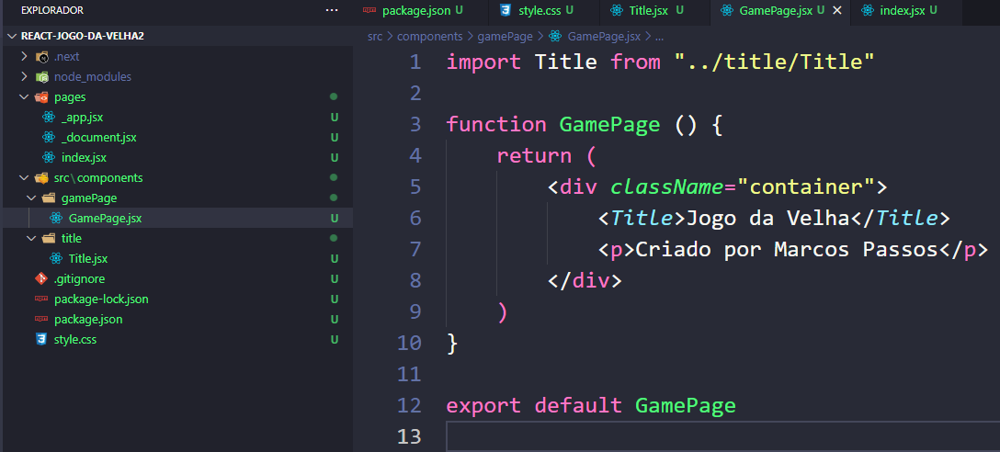 EXPLORADOR ...
REACT-JOGO-DA-VELHA2
.next
node_modules
pages
_app.jsx U
_document.jsx U
index.jsx U
src\components
gamePage
GamePage.jsx U
title
Title.jsx U
.gitignore U
package-lock.json U
package.json U
style.css U
package.json U style.css U Title.jsx U GamePage.jsx U index.jsx U
src > components > gamePage > GamePage.jsx > ...
1 import Title from "../title/Title"
2
3 function GamePage () {
4 return (
5 <div className="container">
6 <Title>Jogo da Velha</Title>
7 <p>Criado por Marcos Passos</p>
8 </div>
9 )
10 }
11
12 export default GamePage
13